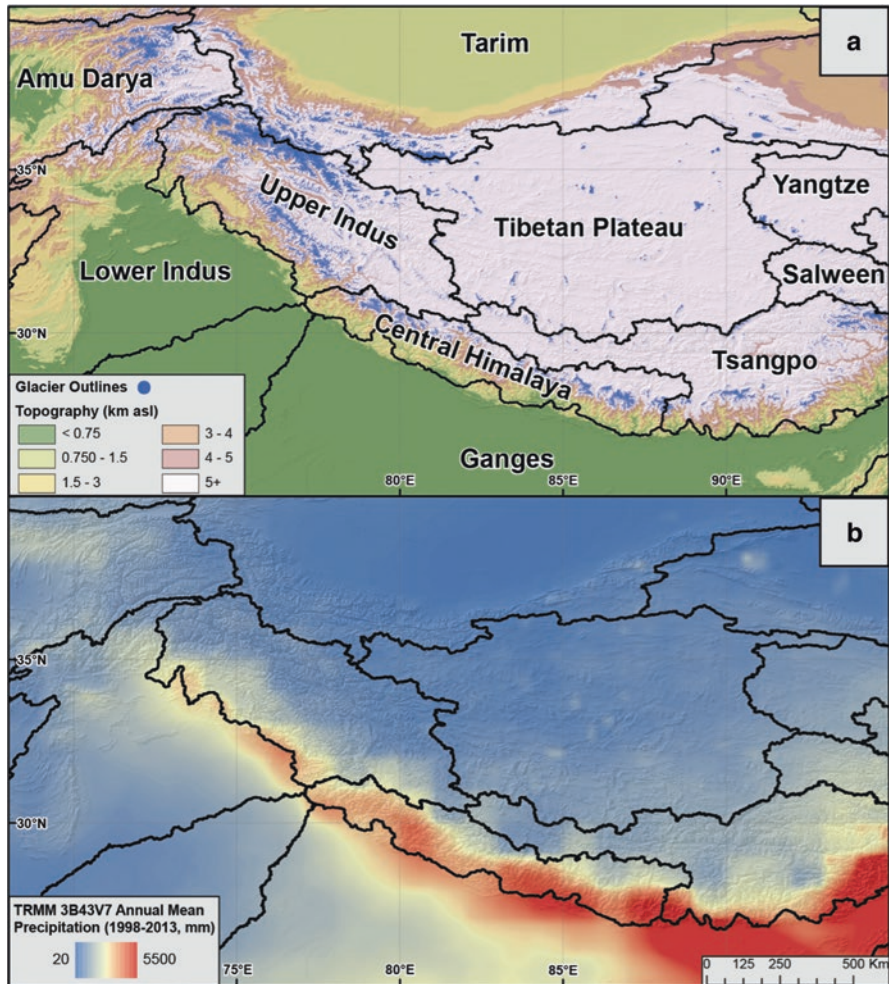 Tarim
a
Amu Darya
35°N
Yangtze
Upper Indus
Tibetan Plateau
Lower Indus
Salween
30°N
Central Himalaya
Tsangpo
Glacier Outlines
Topography (km asl)
< 0.75
3 - 4
0.750 - 1.5
4 - 5
1.5 - 3
5+
Ganges
80°E
85°E
90°E
b
35°N
30°N
TRMM 3B43V7 Annual Mean
Precipitation (1998-2013, mm)
20
5500
75°E
80°E
85°E
0 125 250 500 Km